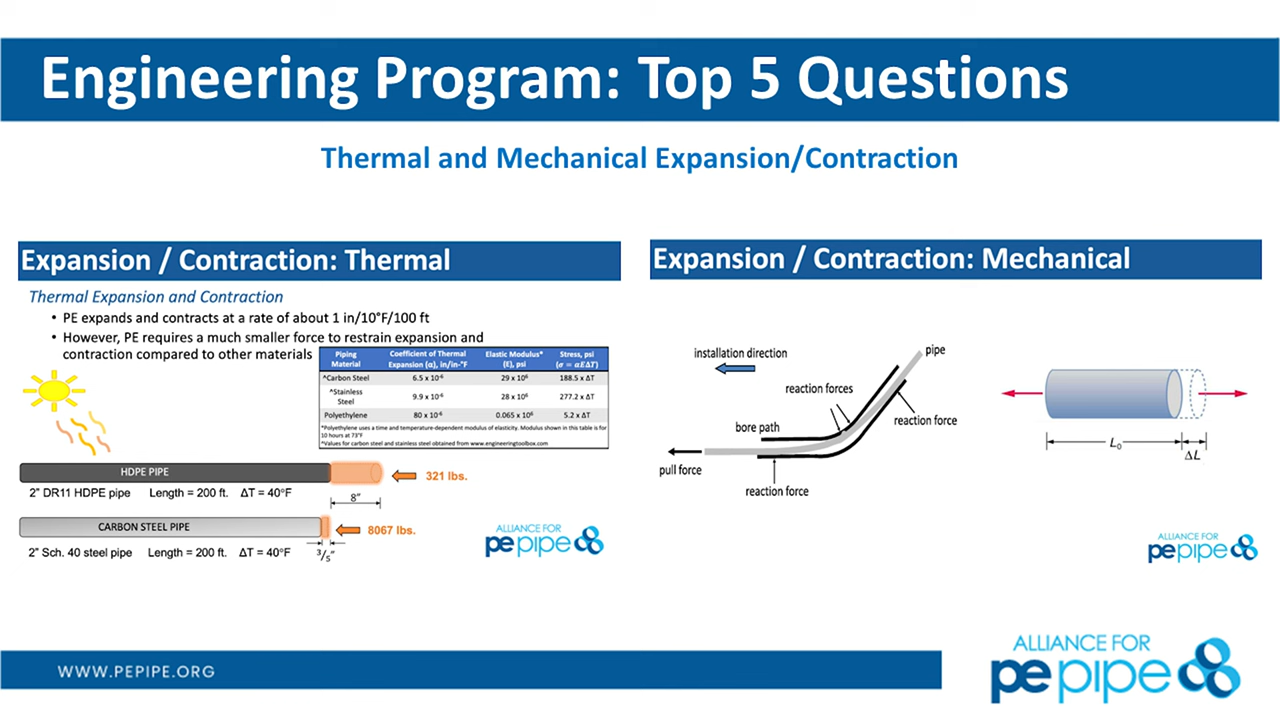 Engineering Program: Top 5 Questions
Thermal and Mechanical Expansion/Contraction
Expansion / Contraction: Thermal
Thermal Expansion and Contraction
• PE expands and contracts at a rate of about 1 in/10°F/100 ft
• However, PE requires a much smaller force to restrain expansion and
contraction compared to other materials
Piping Material Coefficient of Thermal Expansion (α), in/in-°F Elastic Modulus* (E), psi Stress, psi (σ = αEΔT)
^Carbon Steel 6.5 x 10⁻⁶ 29 x 10⁶ 188.5 x ΔT
^Stainless Steel 9.9 x 10⁻⁶ 28 x 10⁶ 277.2 x ΔT
Polyethylene 80 x 10⁻⁶ 0.065 x 10⁶ 5.2 x ΔT
*Polyethylene uses a time and temperature-dependent modulus of elasticity. Modulus shown in this table is for
10 hours at 73°F
^Values for carbon steel and stainless steel obtained from www.engineeringtoolbox.com
HDPE PIPE
321 lbs.
2" DR11 HDPE pipe Length = 200 ft. ΔT = 40°F
8"
CARBON STEEL PIPE
8067 lbs.
2" Sch. 40 steel pipe Length = 200 ft. ΔT = 40°F
3/5"
ALLIANCE FOR
pepipe
Expansion / Contraction: Mechanical
installation direction
pipe
reaction forces
reaction force
bore path
pull force
reaction force
L₀
ΔL
ALLIANCE FOR
pepipe
WWW.PEPIPE.ORG
ALLIANCE FOR
pepipe